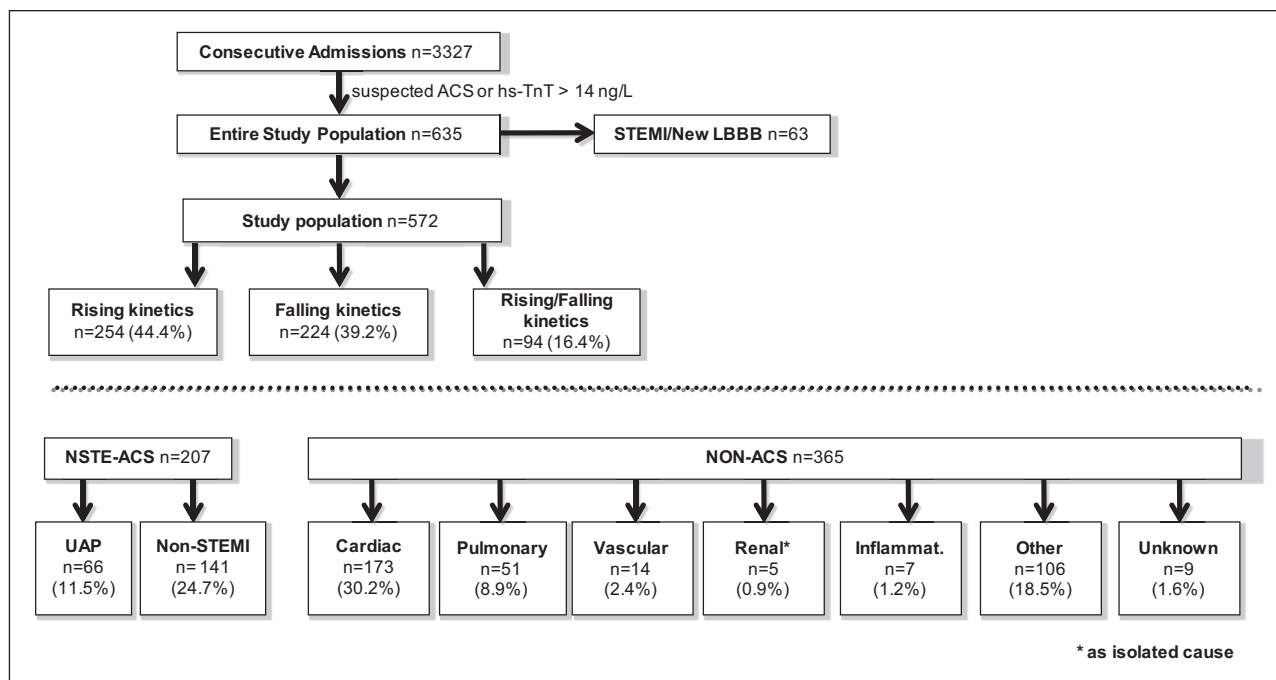 Consecutive Admissions n=3327
suspected ACS or hs-TnT > 14 ng/L
Entire Study Population n=635
STEMI/New LBBB n=63
Study population n=572
Rising kinetics
n=254 (44.4%)
Falling kinetics
n=224 (39.2%)
Rising/Falling
kinetics
n=94 (16.4%)
NSTE-ACS n=207
NON-ACS n=365
UAP
n=66
(11.5%)
Non-STEMI
n= 141
(24.7%)
Cardiac
n=173
(30.2%)
Pulmonary
n=51
(8.9%)
Vascular
n=14
(2.4%)
Renal*
n=5
(0.9%)
Inflammat.
n=7
(1.2%)
Other
n=106
(18.5%)
Unknown
n=9
(1.6%)
* as isolated cause